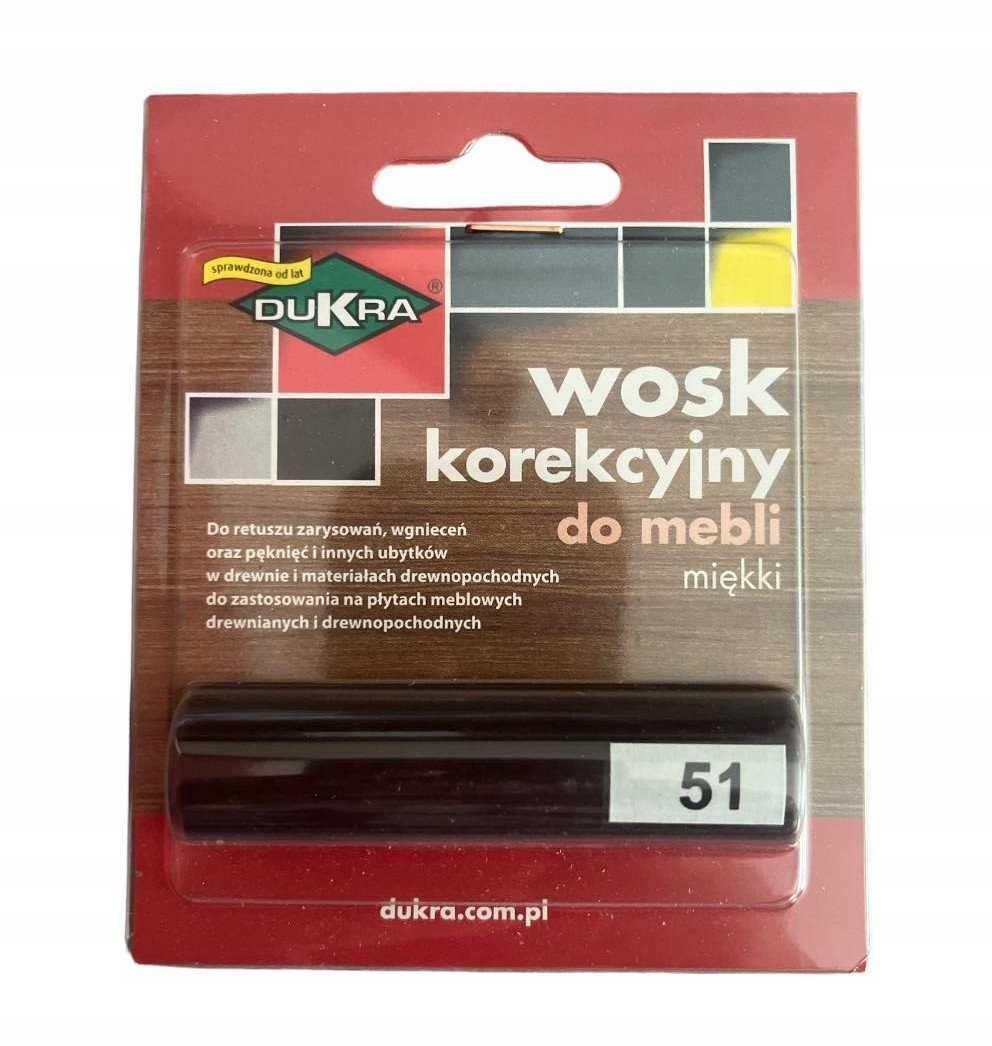 sprawdzona od lat
DUKRA®
wosk
korekcyjny
do mebli
miękki
Do retuszu zarysowań, wgnieceń
oraz pęknięć i innych ubytków
w drewnie i materiałach drewnopochodnych
do zastosowania na płytach meblowych
drewnianych i drewnopochodnych
51
dukra.com.pl